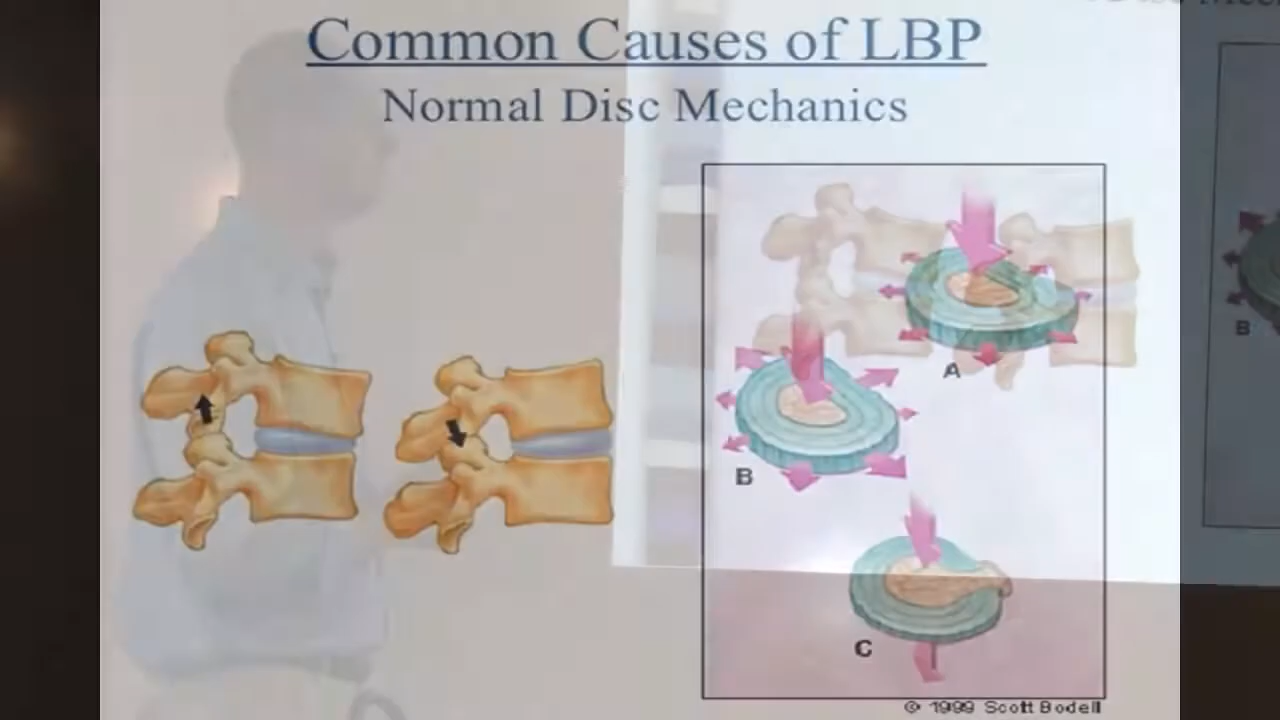 Common Causes of LBP
Normal Disc Mechanics
A
B
B
C
© 1999 Scott Bodell